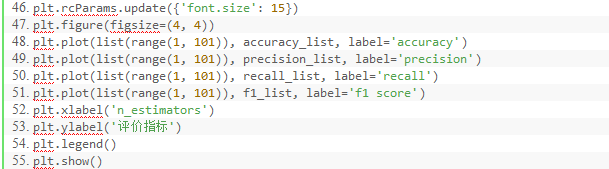 46. plt.rcParams.update({'font.size': 15})
47. plt.figure(figsize=(4, 4))
48. plt.plot(list(range(1, 101)), accuracy_list, label='accuracy')
49. plt.plot(list(range(1, 101)), precision_list, label='precision')
50. plt.plot(list(range(1, 101)), recall_list, label='recall')
51. plt.plot(list(range(1, 101)), f1_list, label='f1 score')
52. plt.xlabel('n_estimators')
53. plt.ylabel('评价指标')
54. plt.legend()
55. plt.show()